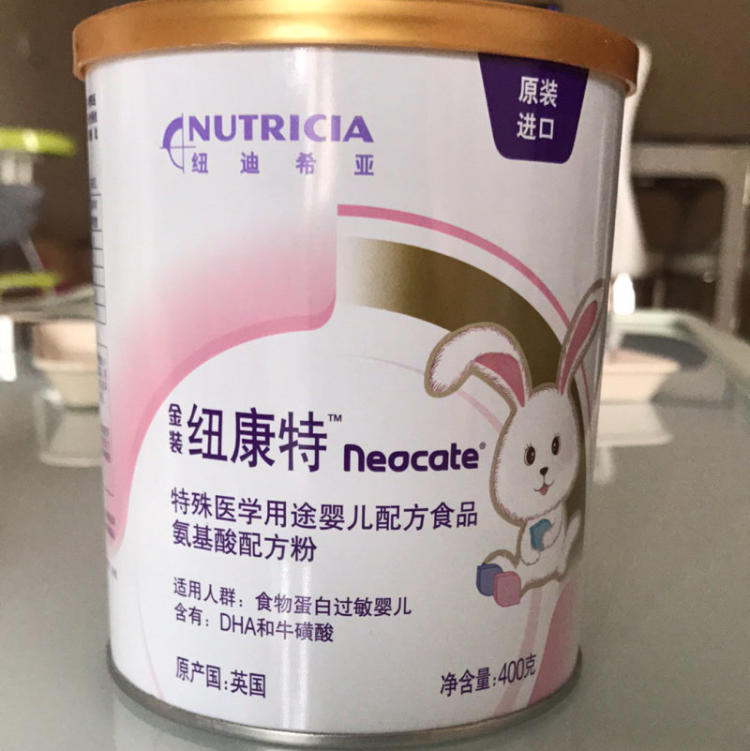 NUTRICIA
纽迪希亚
原装
进口
金装 纽康特™ Neocate®
特殊医学用途婴儿配方食品
氨基酸配方粉
适用人群：食物蛋白过敏婴儿
含有：DHA和牛磺酸
原产国：英国
净含量：400克